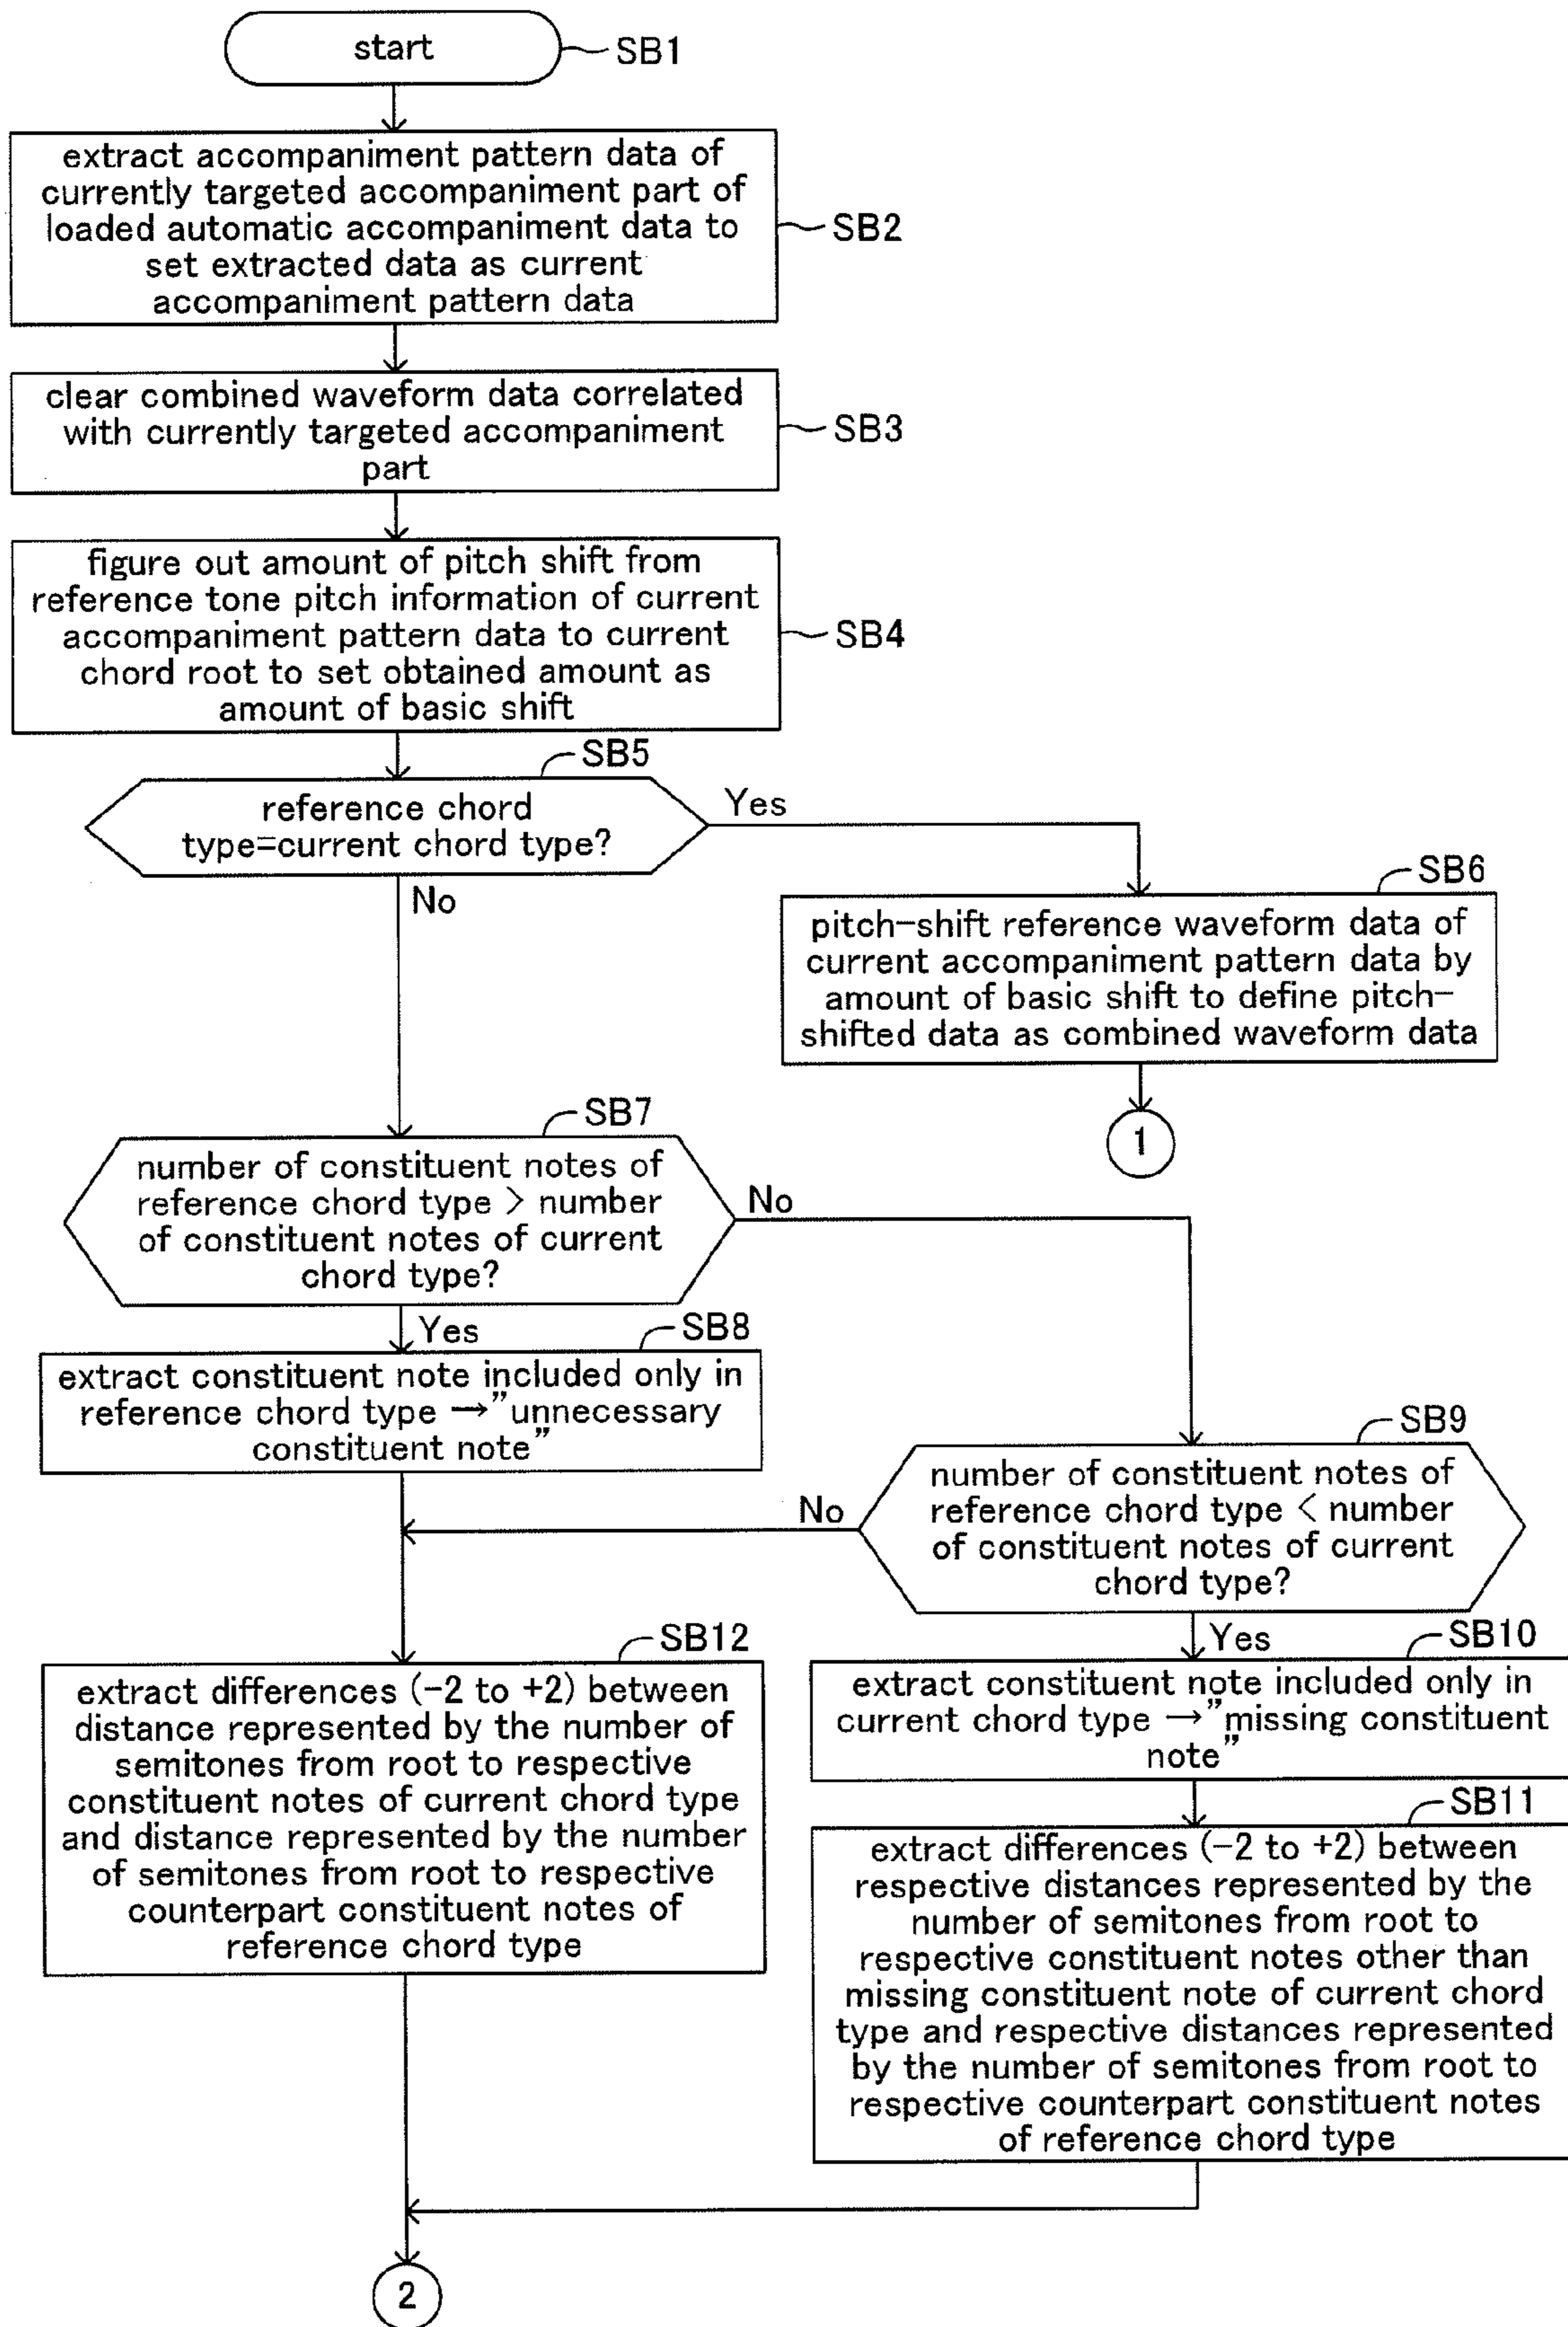 start
SB1
extract accompaniment pattern data of
currently targeted accompaniment part of
loaded automatic accompaniment data to
set extracted data as current
accompaniment pattern data
SB2
clear combined waveform data correlated
with currently targeted accompaniment
part
SB3
figure out amount of pitch shift from
reference tone pitch information of current
accompaniment pattern data to current
chord root to set obtained amount as
amount of basic shift
SB4
SB5
reference chord
type=current chord type?
Yes
No
SB6
pitch-shift reference waveform data of
current accompaniment pattern data by
amount of basic shift to define pitch-
shifted data as combined waveform data
1
SB7
number of constituent notes of
reference chord type > number
of constituent notes of current
chord type?
No
Yes
SB8
extract constituent note included only in
reference chord type →"unnecessary
constituent note"
SB9
number of constituent notes of
reference chord type < number
of constituent notes of current
chord type?
No
Yes
SB10
extract constituent note included only in
current chord type →"missing constituent
note"
SB11
extract differences (-2 to +2) between
respective distances represented by the
number of semitones from root to
respective constituent notes other than
missing constituent note of current chord
type and respective distances represented
by the number of semitones from root to
respective counterpart constituent notes
of reference chord type
SB12
extract differences (-2 to +2) between
distance represented by the number of
semitones from root to respective
constituent notes of current chord type
and distance represented by the number
of semitones from root to respective
counterpart constituent notes of
reference chord type
2